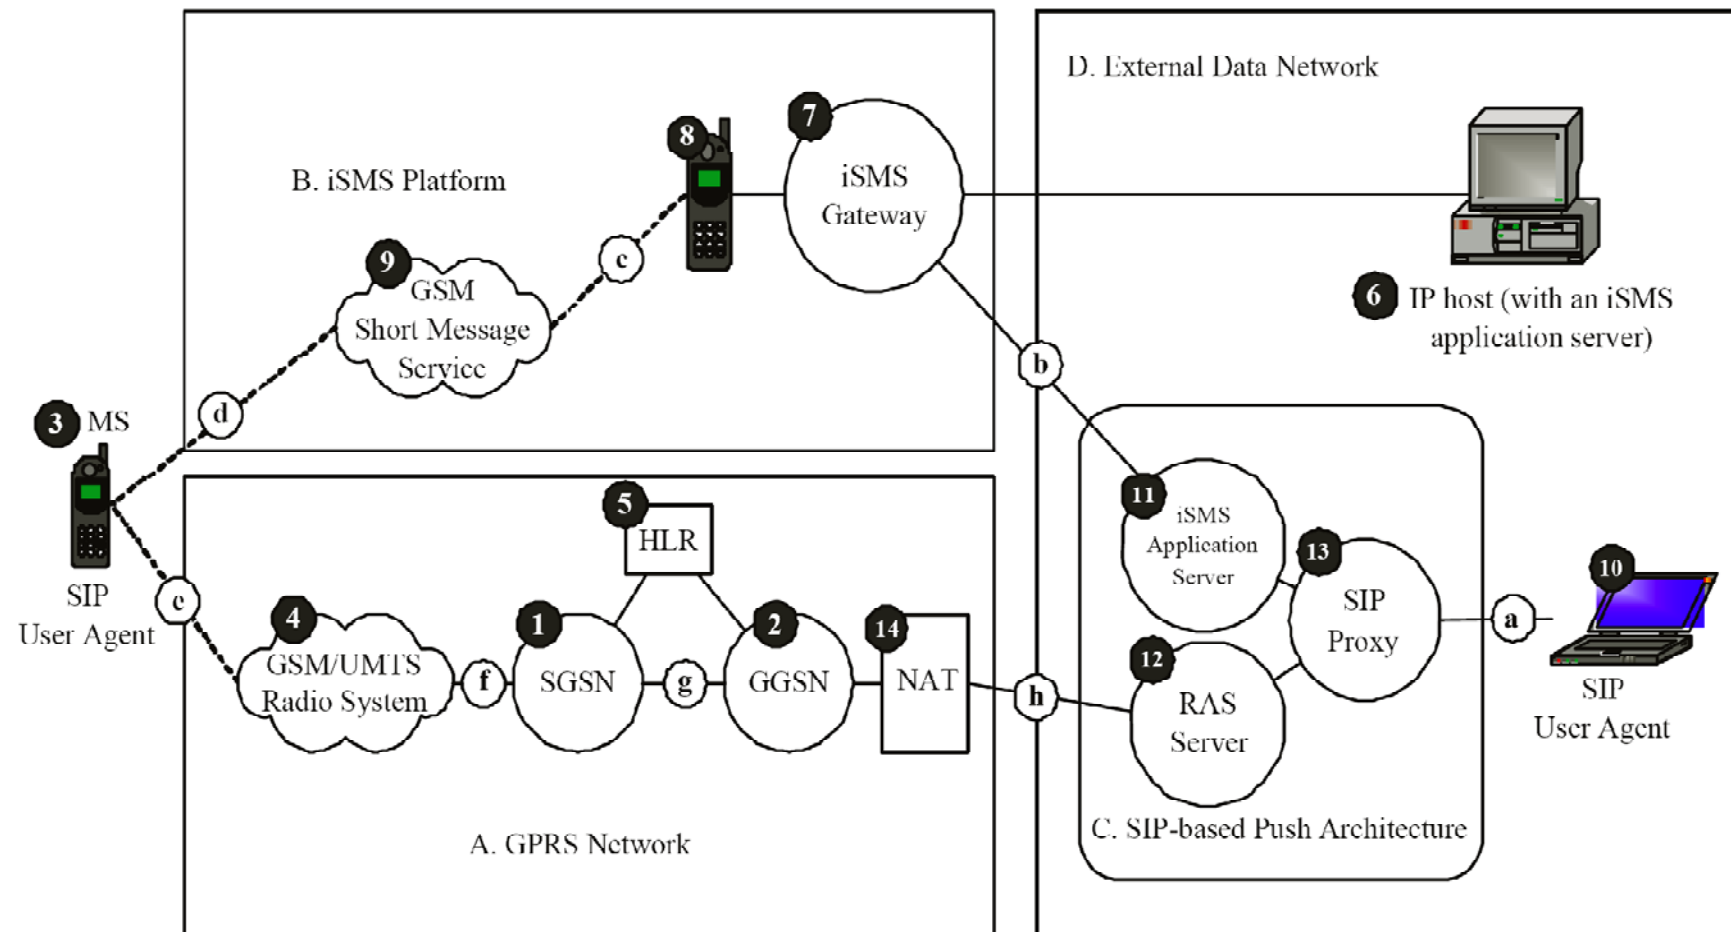 D. External Data Network
7
8
iSMS
Gateway
B. iSMS Platform
c
9
GSM
Short Message
Service
6 IP host (with an iSMS
application server)
b
d
3 MS
SIP
User Agent
11
iSMS
Application
Server
5
HLR
13
SIP
Proxy
10
a
SIP
User Agent
e
4
GSM/UMTS
Radio System
f
1
SGSN
g
2
GGSN
14
NAT
h
12
RAS
Server
C. SIP-based Push Architecture
A. GPRS Network